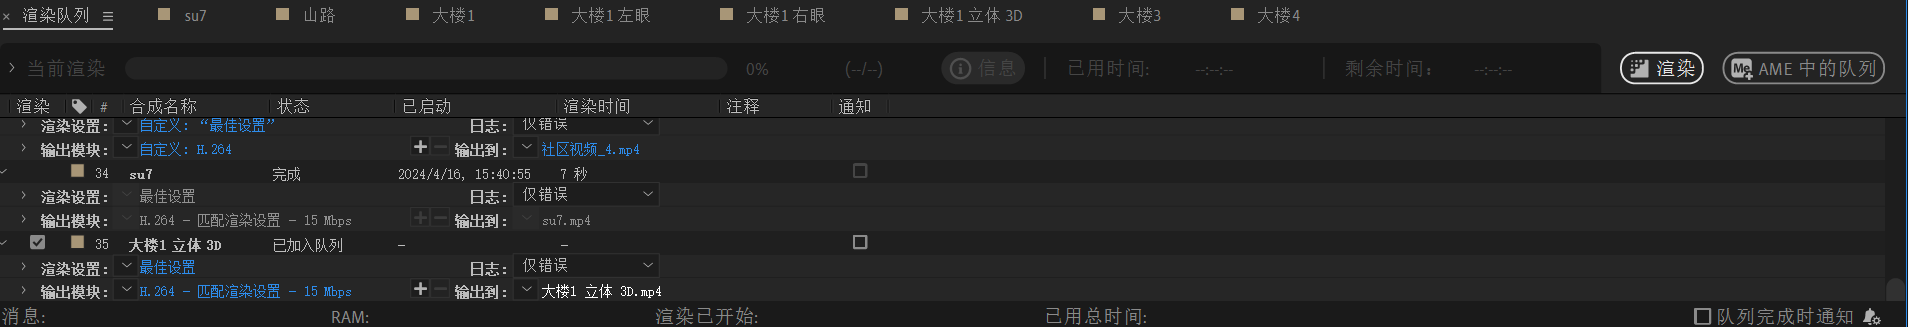 × 渲染队列 ≡ su7 山路 大楼1 大楼1 左眼 大楼1 右眼 大楼1 立体 3D 大楼3 大楼4
当前渲染 0% (--/--) 信息 已用时间: --:--:-- 剩余时间: --:--:-- 渲染 Me AME 中的队列
渲染 # 合成名称 状态 已启动 渲染时间 注释 通知
渲染设置: 自定义: “最佳设置” 日志: 仅错误
输出模块: 自定义: H.264 + - 输出到: 社区视频_4.mp4
34 su7 完成 2024/4/16, 15:40:55 7 秒
渲染设置: 最佳设置 日志: 仅错误
输出模块: H.264 - 匹配渲染设置 - 15 Mbps + - 输出到: su7.mp4
35 大楼1 立体 3D 已加入队列 - -
渲染设置: 最佳设置 日志: 仅错误
输出模块: H.264 - 匹配渲染设置 - 15 Mbps + - 输出到: 大楼1 立体 3D.mp4
消息: RAM: 渲染已开始: 已用总时间: 队列完成时通知